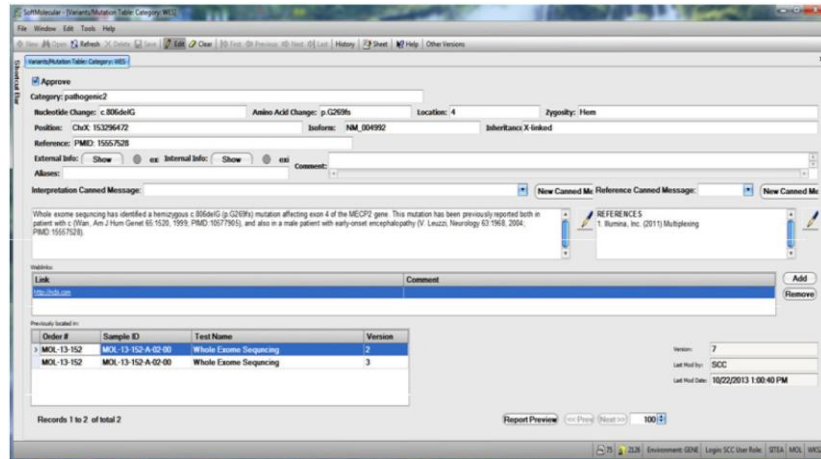 SoftMolecular - [Variants/Mutation Table: Category: WES]
File Window Edit Tools Help
New Open Refresh Delete Save Edit Clear First Previous Next Last History Sheet Help Other Versions
Shortcut Bar
Variants/Mutation Table: Category: WES
Approve
Category: pathogenic2
Nucleotide Change: c.806delG Amino Acid Change: p.G269fs Location: 4 Zygosity: Hem
Position: ChrX: 153296472 Isoform: NM_004992 Inheritance X-linked
Reference: PMID: 15557528
External Info: Show ex Internal Info: Show exi Comment:
Aliases:
Interpretation Canned Message: New Canned Me Reference Canned Message: New Canned Me
Whole exome sequncing has identified a hemizygous c.806delG (p.G269fs) mutation affecting exon 4 of the MECP2 gene. This mutation has been previously reported both in
patient with c (Wan, Am J Hum Genet 65:1520, 1999; PMID:10577905), and also in a male patient with early-onset encephalopathy (V. Leuzzi, Neurology 63:1968, 2004;
PMID:15557528).
REFERENCES
1. Illumina, Inc. (2011) Multiplexing
Weblinks:
Link Comment
Add
Remove
Previously located in:
Order # Sample ID Test Name Version
MOL-13-152 MOL-13-152-A-02-00 Whole Exome Sequncing 2
MOL-13-152 MOL-13-152-A-02-00 Whole Exome Sequncing 3
Version: 7
Last Mod by: SCC
Last Mod Date: 10/22/2013 1:00:40 PM
Records 1 to 2 of total 2
Report Preview << Prev Next >> 100
75 2126 Environment: GENE Login: SCC User Role: SITEA MOL